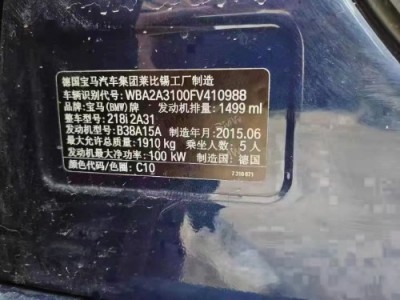 德国宝马汽车集团莱比锡工厂制造
车辆识别代号: WBA2A3100FV410988
品牌: 宝马(BMW)牌 发动机排量: 1499 ml
整车型号: 218i 2A31
发动机型号: B38A15A 制造年月: 2015.06
最大允许总质量: 1910 kg 乘坐人数: 5 人
发动机最大净功率: 100 kW 制造国: 德国
颜色代码/色圈: C10